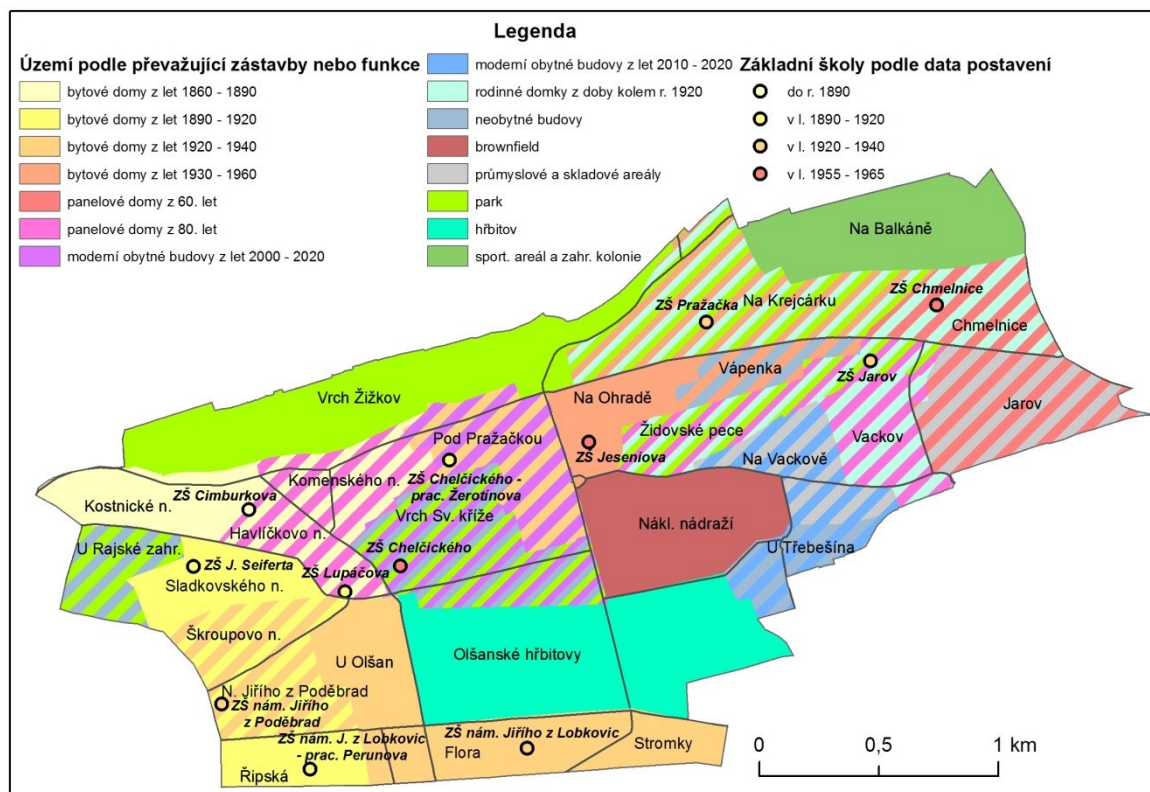 Legenda
Území podle převažující zástavby nebo funkce
bytové domy z let 1860 - 1890
bytové domy z let 1890 - 1920
bytové domy z let 1920 - 1940
bytové domy z let 1930 - 1960
panelové domy z 60. let
panelové domy z 80. let
moderní obytné budovy z let 2000 - 2020
moderní obytné budovy z let 2010 - 2020
rodinné domky z doby kolem r. 1920
neobytné budovy
brownfield
průmyslové a skladové areály
park
hřbitov
sport. areál a zahr. kolonie
Základní školy podle data postavení
do r. 1890
v l. 1890 - 1920
v l. 1920 - 1940
v l. 1955 - 1965
Na Balkáně
ZŠ Chmelnice
ZŠ Pražačka
Na Krejcárku
Chmelnice
Vápenka
ZŠ Jarov
Vrch Žižkov
Na Ohradě
Jarov
Pod Pražačkou
Židovské pece
Vackov
ZŠ Jeseniova
Na Vackově
Komenského n.
ZŠ Chelčického -
prac. Žerotínova
Kostnické n.
ZŠ Cimburkova
Vrch Sv. kříže
Nákl. nádraží
Havlíčkovo n.
U Rajské zahr.
ZŠ Chelčického
U Třebešína
ZŠ J. Seiferta
Sladkovského n.
ZŠ Lupáčova
Škroupovo n.
U Olšan
Olšanské hřbitovy
N. Jiřího z Poděbrad
ZŠ nám. Jiřího
z Poděbrad
ZŠ nám. J. z Lobkovic
- prac. Perunova
ZŠ nám. Jiřího z Lobkovic
Flora
Stromky
Řipská
0 0,5 1 km